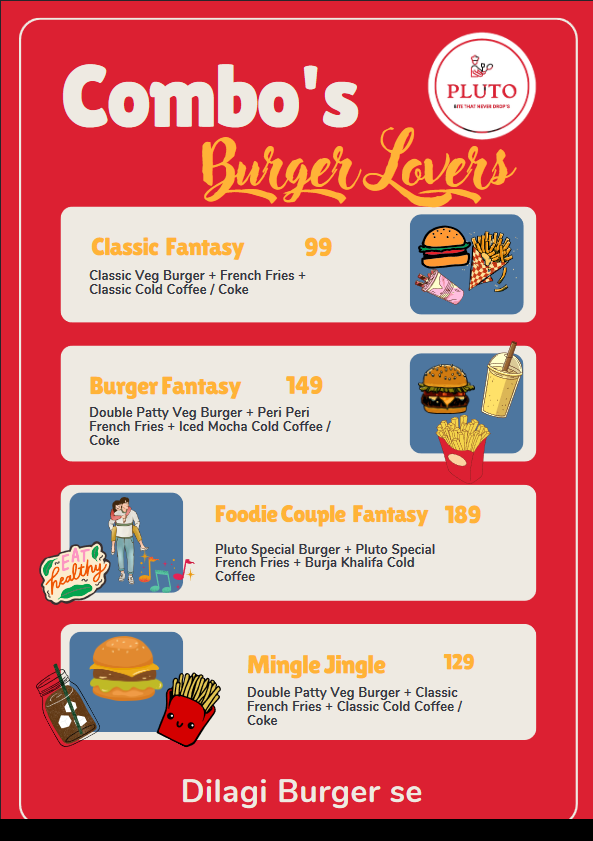 Combo's
PLUTO
BITE THAT NEVER DROP'S
Burger Lovers
Classic Fantasy 99
Classic Veg Burger + French Fries +
Classic Cold Coffee / Coke
Burger Fantasy 149
Double Patty Veg Burger + Peri Peri
French Fries + Iced Mocha Cold Coffee /
Coke
Foodie Couple Fantasy 189
Pluto Special Burger + Pluto Special
French Fries + Burja Khalifa Cold
Coffee
EAT
healthy
Mingle Jingle 129
Double Patty Veg Burger + Classic
French Fries + Classic Cold Coffee /
Coke
Dilagi Burger se